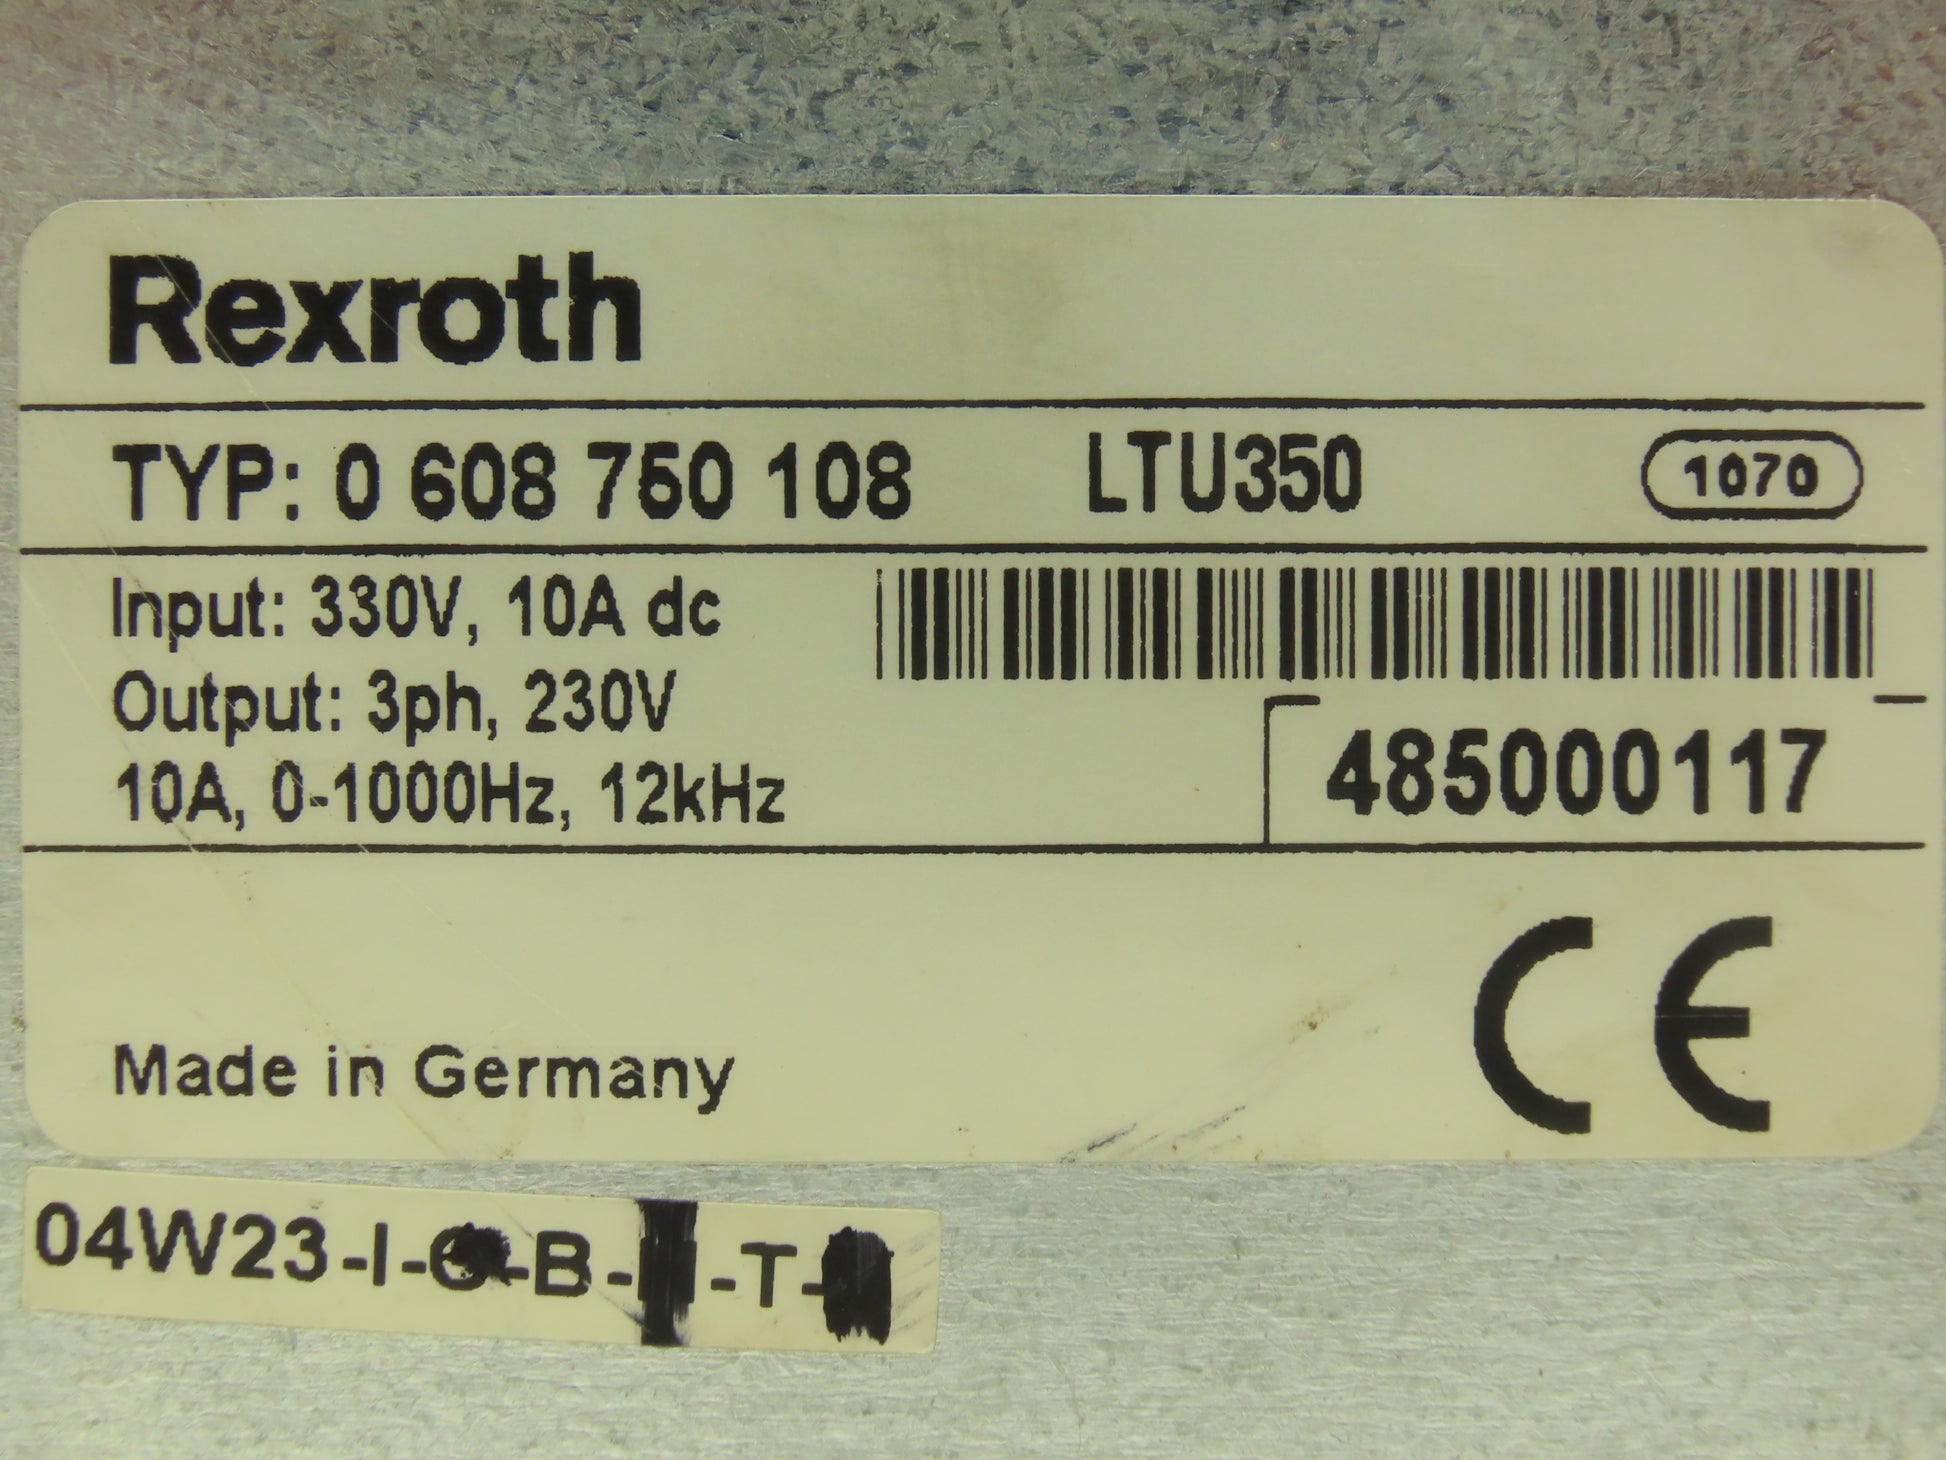 Rexroth
TYP: 0 608 750 108 LTU350 1070
Input: 330V, 10A dc
Output: 3ph, 230V
10A, 0-1000Hz, 12kHz
485000117
CE
Made in Germany
04W23-I- -B- -T-